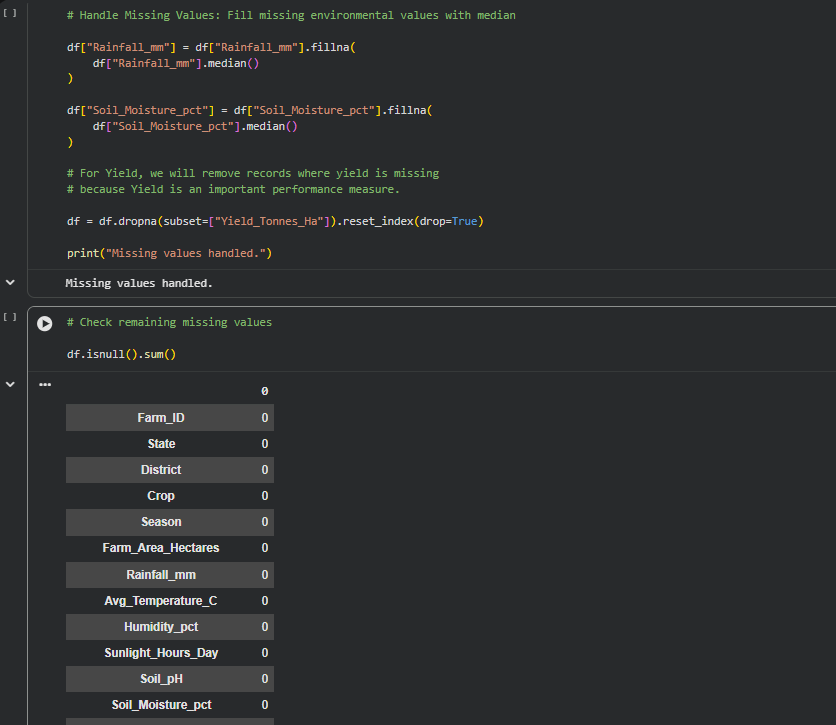 [ ]
# Handle Missing Values: Fill missing environmental values with median
df["Rainfall_mm"] = df["Rainfall_mm"].fillna(
    df["Rainfall_mm"].median()
)
df["Soil_Moisture_pct"] = df["Soil_Moisture_pct"].fillna(
    df["Soil_Moisture_pct"].median()
)
# For Yield, we will remove records where yield is missing
# because Yield is an important performance measure.
df = df.dropna(subset=["Yield_Tonnes_Ha"]).reset_index(drop=True)
print("Missing values handled.")
Missing values handled.
[ ]
# Check remaining missing values
df.isnull().sum()
0
Farm_ID 0
State 0
District 0
Crop 0
Season 0
Farm_Area_Hectares 0
Rainfall_mm 0
Avg_Temperature_C 0
Humidity_pct 0
Sunlight_Hours_Day 0
Soil_pH 0
Soil_Moisture_pct 0